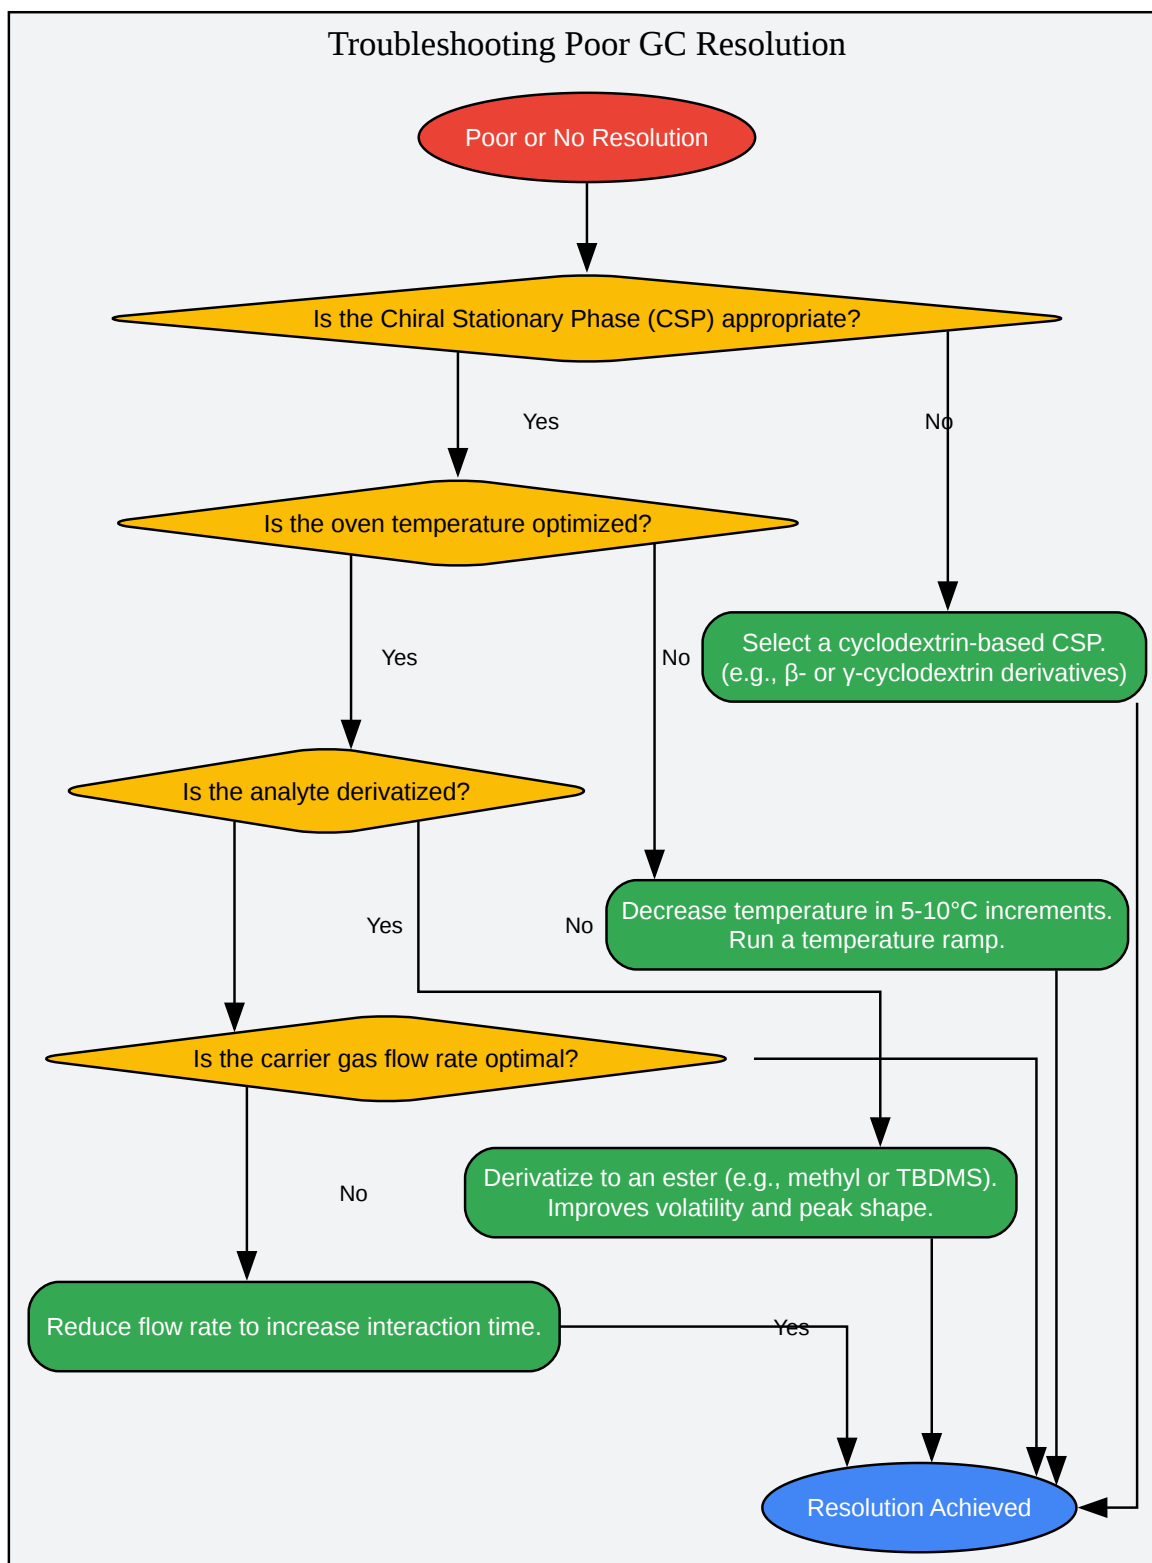 Troubleshooting Poor GC Resolution
Poor or No Resolution
Is the Chiral Stationary Phase (CSP) appropriate?
Yes
No
Is the oven temperature optimized?
Select a cyclodextrin-based CSP.
(e.g., β- or γ-cyclodextrin derivatives)
Yes
No
Is the analyte derivatized?
Decrease temperature in 5-10°C increments.
Run a temperature ramp.
Yes
No
Is the carrier gas flow rate optimal?
Derivatize to an ester (e.g., methyl or TBDMS).
Improves volatility and peak shape.
No
Reduce flow rate to increase interaction time.
Yes
Resolution Achieved